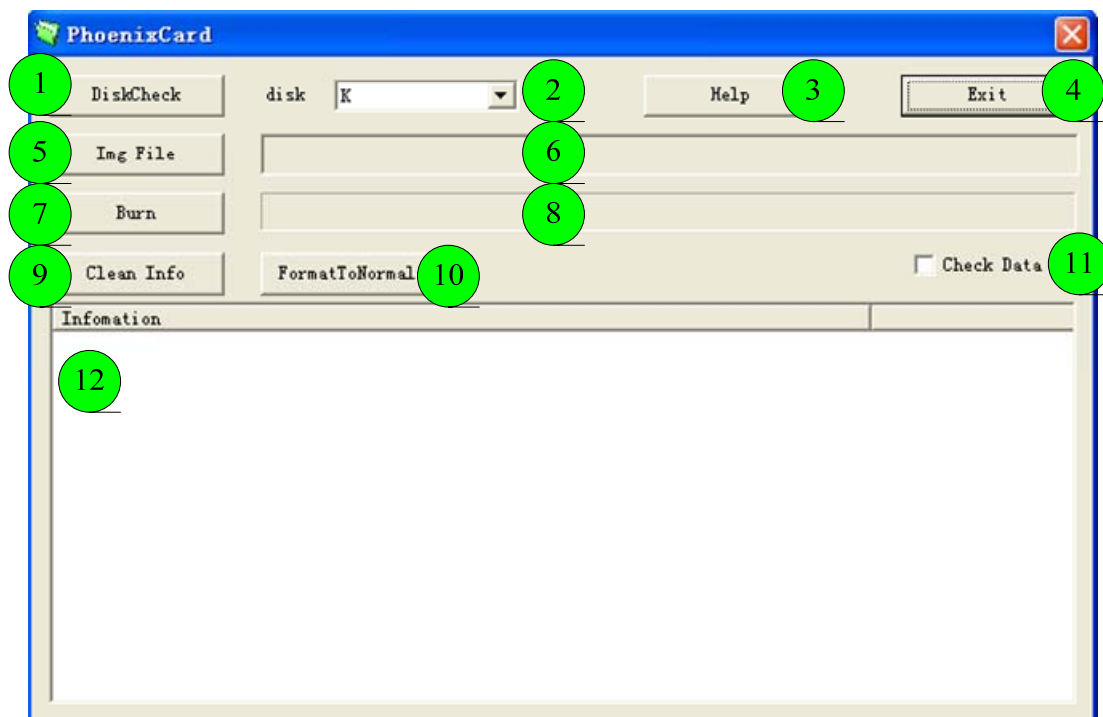 PhoenixCard
1 DiskCheck disk K 2 Help 3 Exit 4
5 Img File 6
7 Burn 8
9 Clean Info FormatToNormal 10 Check Data 11
Infomation
12